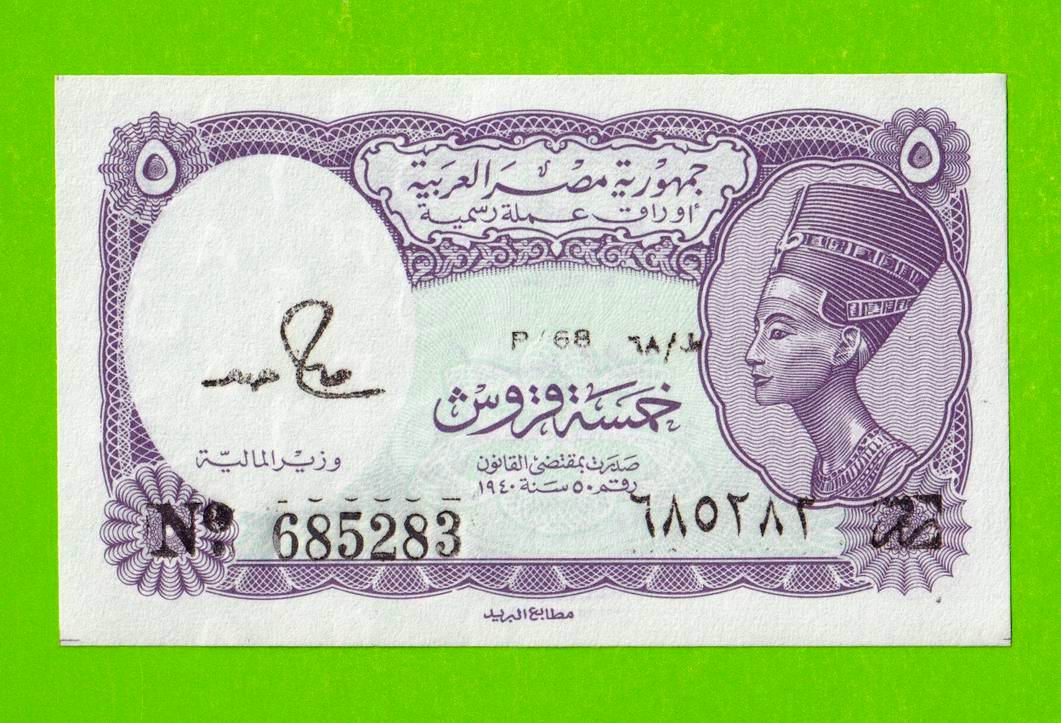 ٥ ٥
جمهورية مصر العربية
أوراق عملة رسمية
P/68 ٦٨/ط
خمسة قروش
وزير المالية
صدرت بمقتضى القانون
رقم ٥٠ سنة ١٩٤٠
Nº 685283 ٦٨٥٢٨٣
مطابع البريد